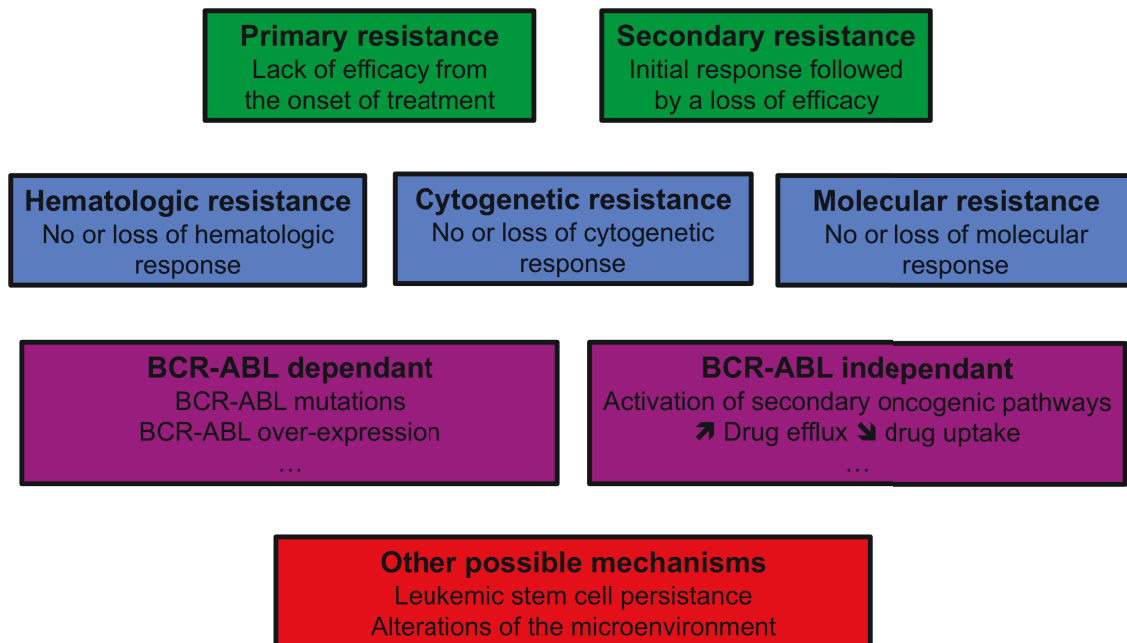 Primary resistance
Lack of efficacy from
the onset of treatment
Secondary resistance
Initial response followed
by a loss of efficacy
Hematologic resistance
No or loss of hematologic
response
Cytogenetic resistance
No or loss of cytogenetic
response
Molecular resistance
No or loss of molecular
response
BCR-ABL dependant
BCR-ABL mutations
BCR-ABL over-expression
…
BCR-ABL independant
Activation of secondary oncogenic pathways
↗ Drug efflux ↘ drug uptake
…
Other possible mechanisms
Leukemic stem cell persistance
Alterations of the microenvironment